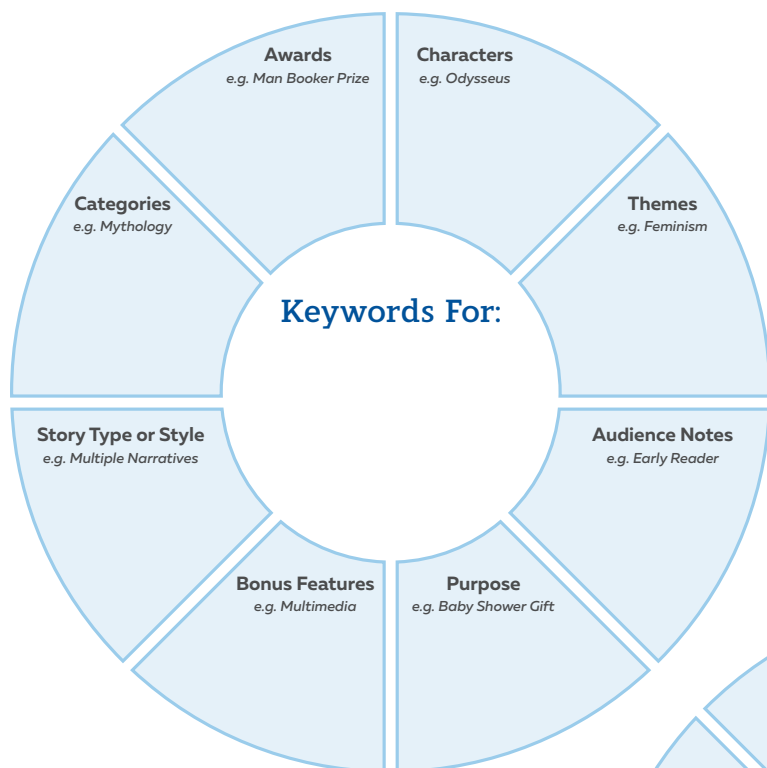 Awards
e.g. Man Booker Prize
Characters
e.g. Odysseus
Categories
e.g. Mythology
Themes
e.g. Feminism
Keywords For:
Story Type or Style
e.g. Multiple Narratives
Audience Notes
e.g. Early Reader
Bonus Features
e.g. Multimedia
Purpose
e.g. Baby Shower Gift